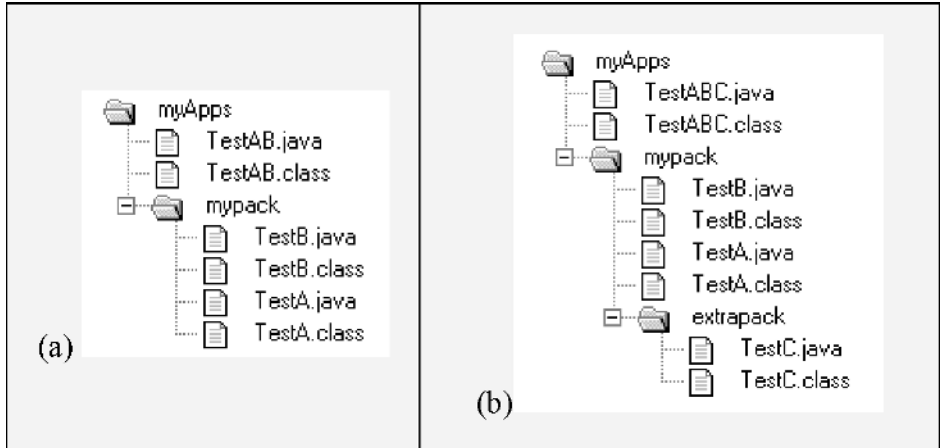 myApps
TestAB.java
TestAB.class
mypack
TestB.java
TestB.class
TestA.java
TestA.class
(a)
myApps
TestABC.java
TestABC.class
mypack
TestB.java
TestB.class
TestA.java
TestA.class
extrapack
TestC.java
TestC.class
(b)